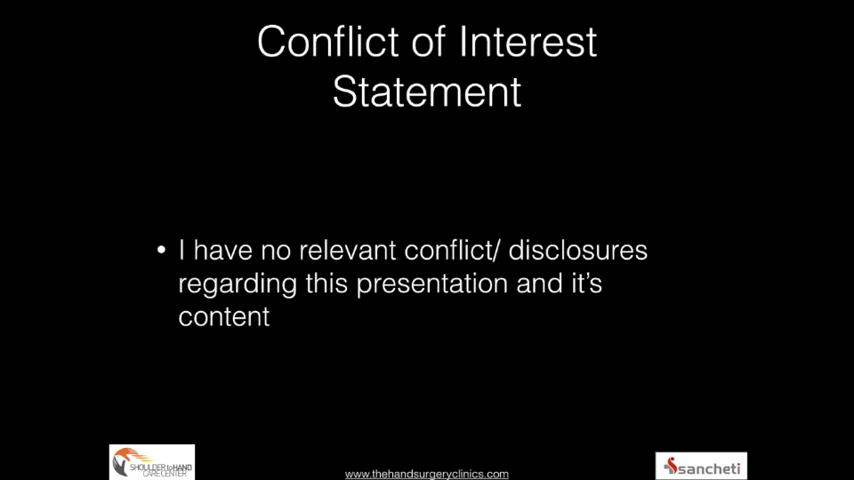 Conflict of Interest
Statement
• I have no relevant conflict/ disclosures
regarding this presentation and it's
content
SHOULDER to HAND
CARE CENTER
www.thehandsurgeryclinics.com
sancheti